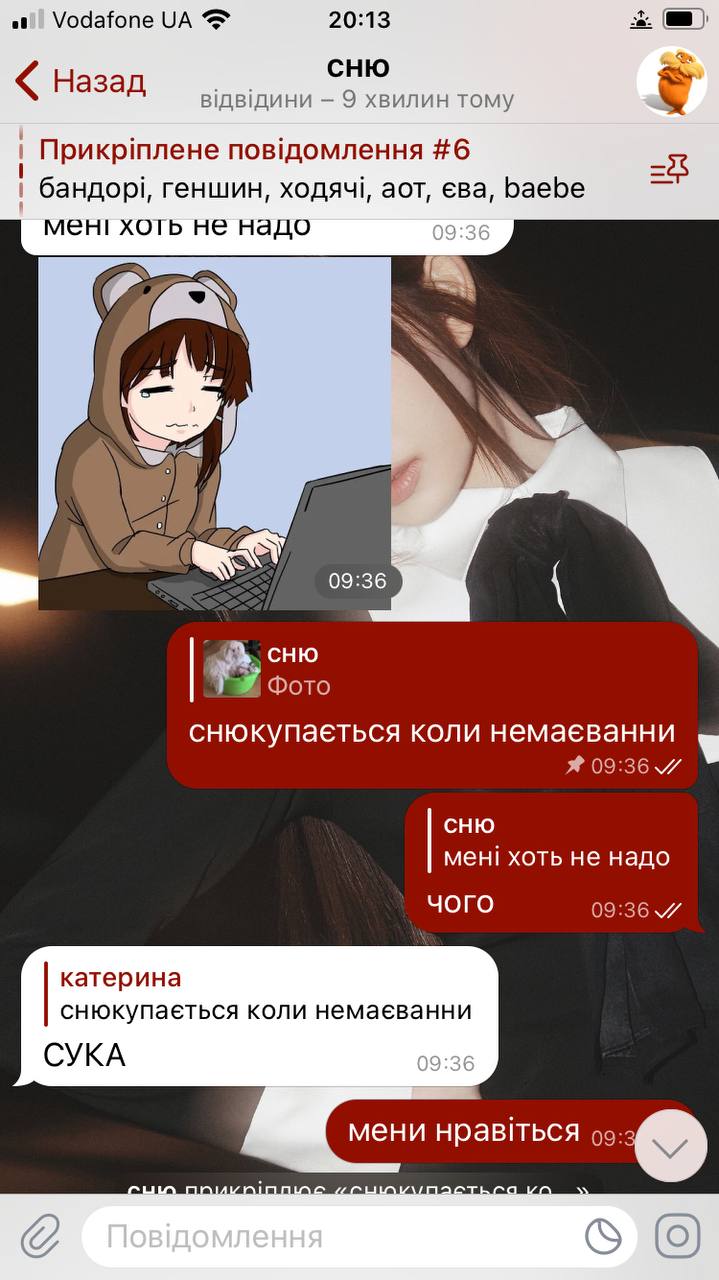 Vodafone UA
20:13
Назад
сню
відвідини – 9 хвилин тому
Прикріплене повідомлення #6
бандорі, геншин, ходячі, аот, єва, baebe
мені хоть не надо
09:36
09:36
сню
Фото
снюкупається коли немаєванни
09:36
сню
мені хоть не надо
чого
09:36
катерина
снюкупається коли немаєванни
СУКА
09:36
мени нравіться
09:3
сню прикріплює «снюкупається ко...»
Повідомлення